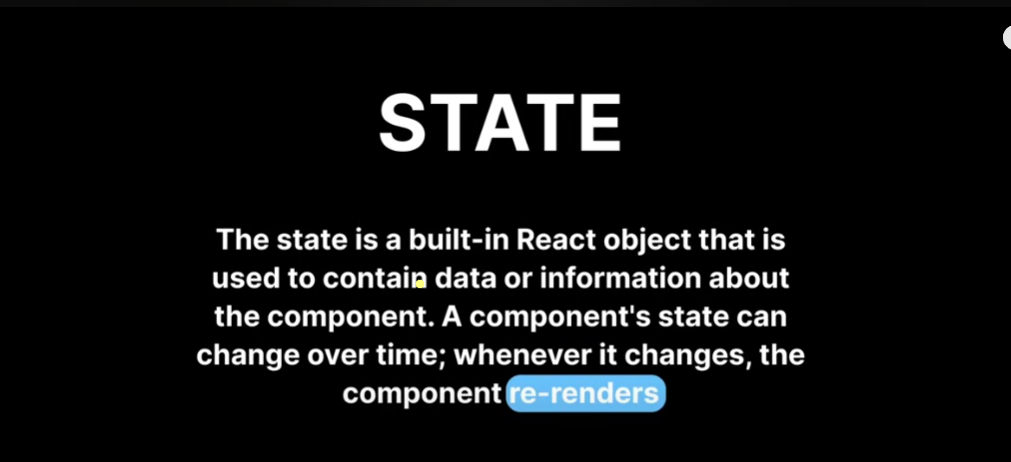 STATE
The state is a built-in React object that is
used to contain data or information about
the component. A component's state can
change over time; whenever it changes, the
component re-renders